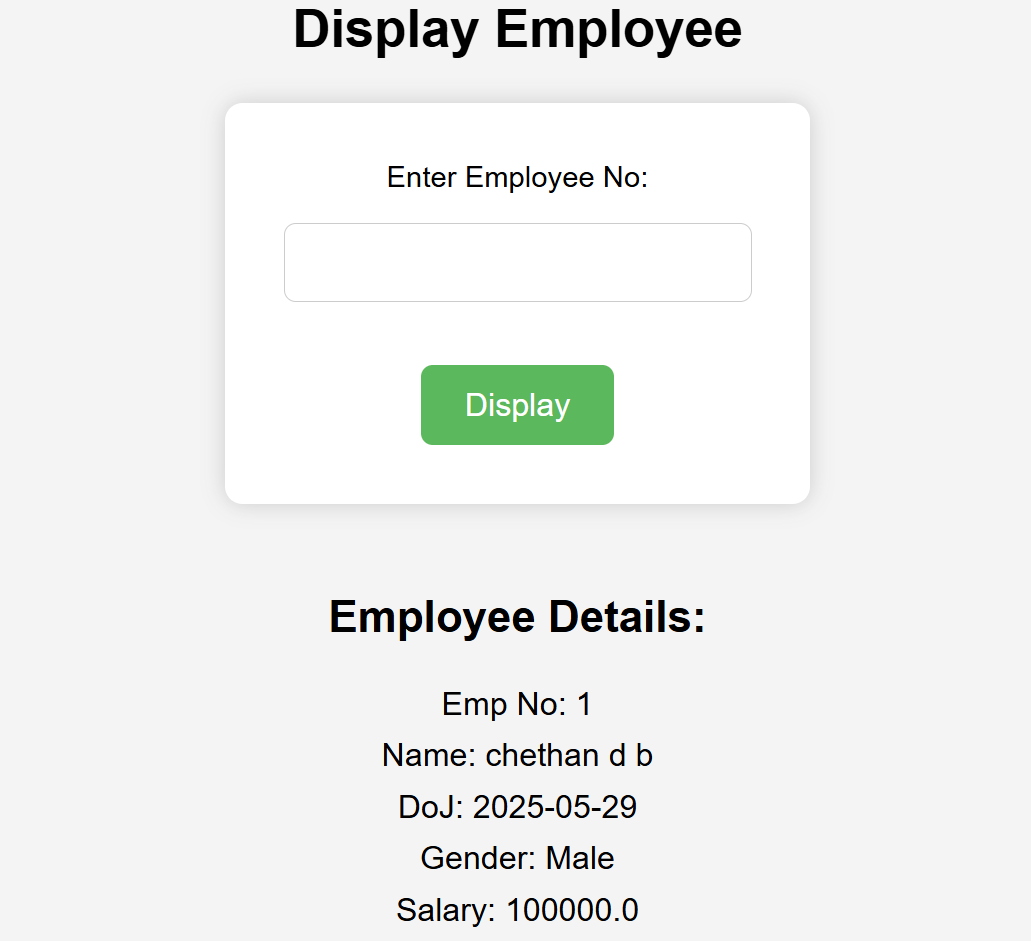 Display Employee
Enter Employee No:
Display
Employee Details:
Emp No: 1
Name: chethan d b
DoJ: 2025-05-29
Gender: Male
Salary: 100000.0